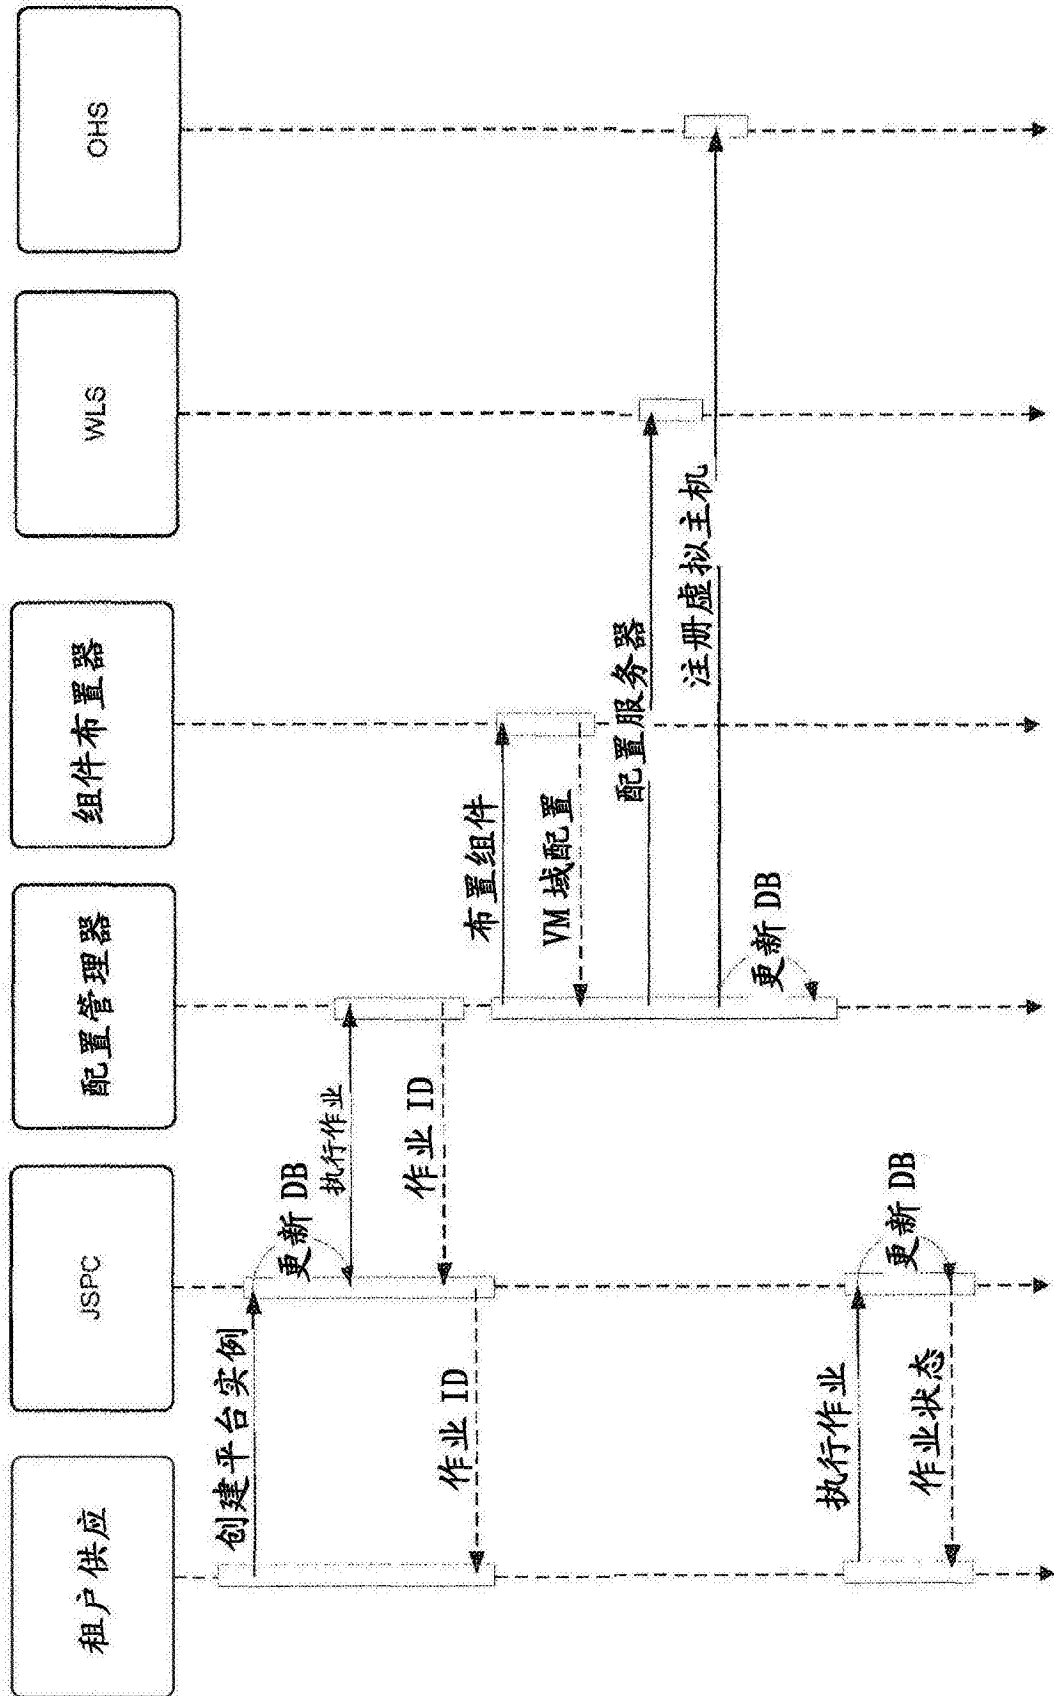 租户供应
JSPC
配置管理器
组件布置器
WLS
OHS
创建平台实例
更新 DB
执行作业
作业 ID
作业 ID
布置组件
VM 域配置
配置服务器
注册虚拟主机
更新 DB
执行作业
更新 DB
作业状态